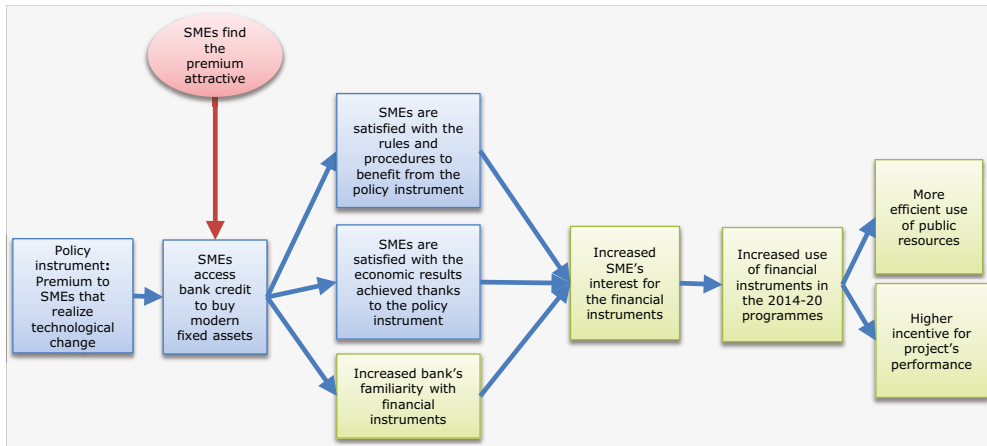 SMEs find
the
premium
attractive
Policy
instrument:
Premium to
SMEs that
realize
technological
change
SMEs
access
bank credit
to buy
modern
fixed assets
SMEs are
satisfied with the
rules and
procedures to
benefit from the
policy instrument
SMEs are
satisfied with the
economic results
achieved thanks
to the policy
instrument
Increased bank's
familiarity with
financial
instruments
Increased
SME's
interest for
the financial
instruments
Increased use
of financial
instruments in
the 2014-20
programmes
More
efficient use
of public
resources
Higher
incentive for
project's
performance